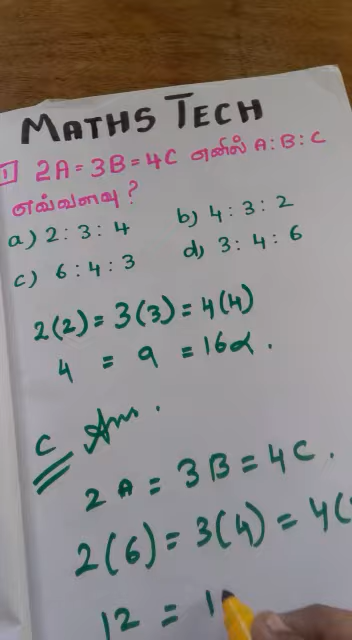 MATHS TECH
1 2A = 3B = 4C எனில் A : B : C
எவ்வளவு ?
a) 2 : 3 : 4
b) 4 : 3 : 2
c) 6 : 4 : 3
d) 3 : 4 : 6
2(2) = 3(3) = 4(4)
4 = 9 = 16
C Ans.
2A = 3B = 4C.
2(6) = 3(4) = 4(
12 = 1